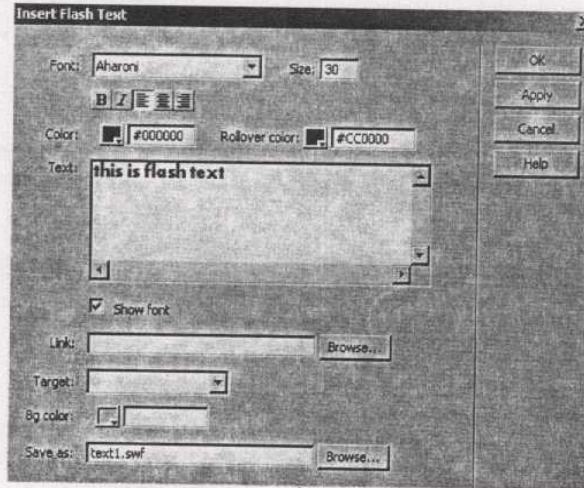 Insert Flash Text
Font: Aharoni Size: 30
OK
B I
Apply
Color: #000000 Rollover color: #CC0000
Cancel
Text: this is flash text
Help
Show font
Link: Browse...
Target:
Bg color:
Save as: text1.swf Browse...